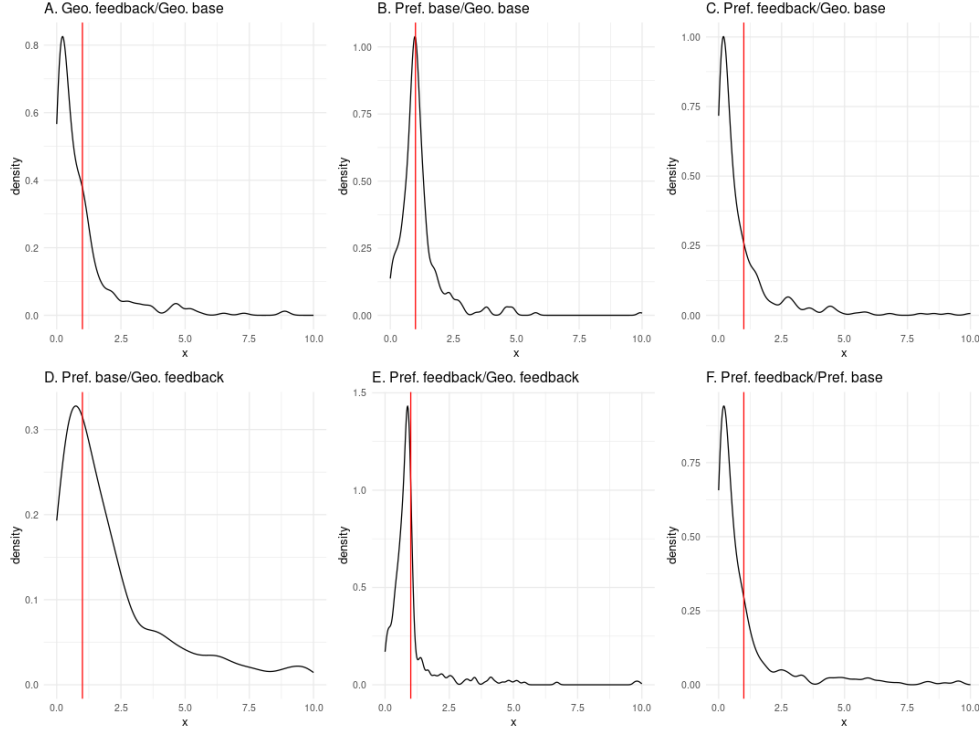 A. Geo. feedback/Geo. base
0.8
0.6
0.4
0.2
0.0
density
0.0 2.5 5.0 7.5 10.0
x
B. Pref. base/Geo. base
1.00
0.75
0.50
0.25
0.00
density
0.0 2.5 5.0 7.5 10.0
x
C. Pref. feedback/Geo. base
1.00
0.75
0.50
0.25
0.00
density
0.0 2.5 5.0 7.5 10.0
x
D. Pref. base/Geo. feedback
0.3
0.2
0.1
0.0
density
0.0 2.5 5.0 7.5 10.0
x
E. Pref. feedback/Geo. feedback
1.5
1.0
0.5
0.0
density
0.0 2.5 5.0 7.5 10.0
x
F. Pref. feedback/Pref. base
0.75
0.50
0.25
0.00
density
0.0 2.5 5.0 7.5 10.0
x